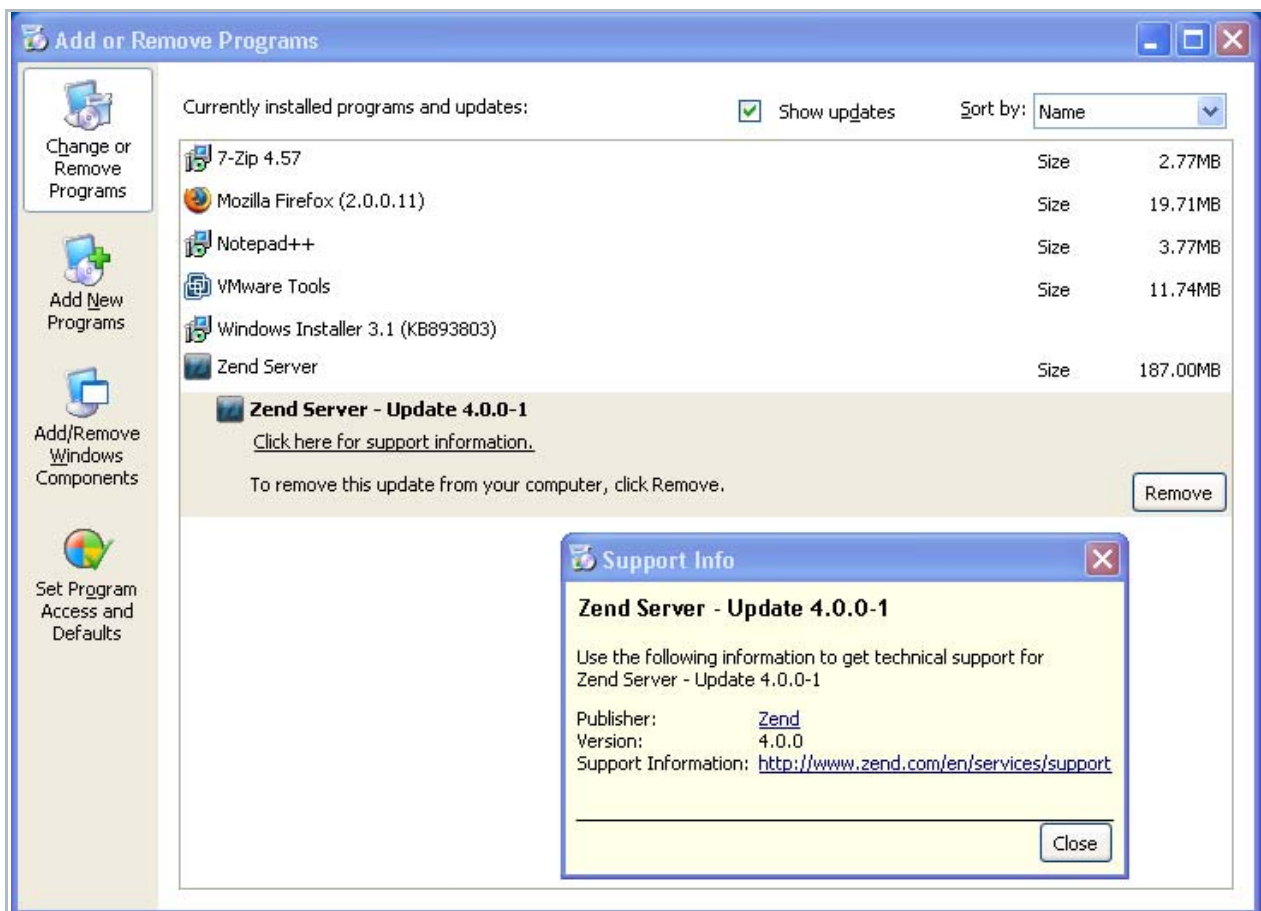 Add or Remove Programs
Change or
Remove
Programs
Add New
Programs
Add/Remove
Windows
Components
Set Program
Access and
Defaults
Currently installed programs and updates:
Show updates
Sort by: Name
7-Zip 4.57 Size 2.77MB
Mozilla Firefox (2.0.0.11) Size 19.71MB
Notepad++ Size 3.77MB
VMware Tools Size 11.74MB
Windows Installer 3.1 (KB893803)
Zend Server Size 187.00MB
Zend Server - Update 4.0.0-1
Click here for support information.
To remove this update from your computer, click Remove.
Remove
Support Info
Zend Server - Update 4.0.0-1
Use the following information to get technical support for
Zend Server - Update 4.0.0-1
Publisher: Zend
Version: 4.0.0
Support Information: http://www.zend.com/en/services/support
Close